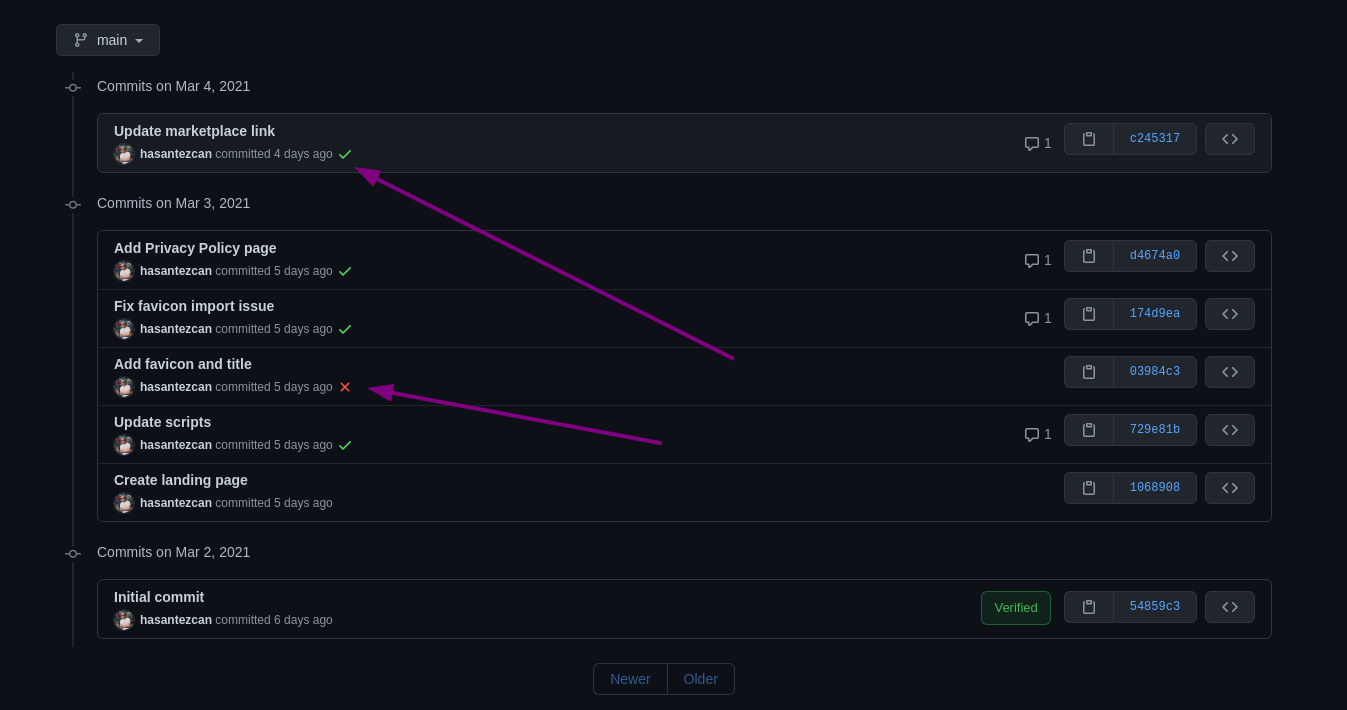 main
Commits on Mar 4, 2021
Update marketplace link
hasantezcan committed 4 days ago
1
c245317
Commits on Mar 3, 2021
Add Privacy Policy page
hasantezcan committed 5 days ago
1
d4674a0
Fix favicon import issue
hasantezcan committed 5 days ago
1
174d9ea
Add favicon and title
hasantezcan committed 5 days ago
03984c3
Update scripts
hasantezcan committed 5 days ago
1
729e81b
Create landing page
hasantezcan committed 5 days ago
1068908
Commits on Mar 2, 2021
Initial commit
hasantezcan committed 6 days ago
Verified
54859c3
Newer Older